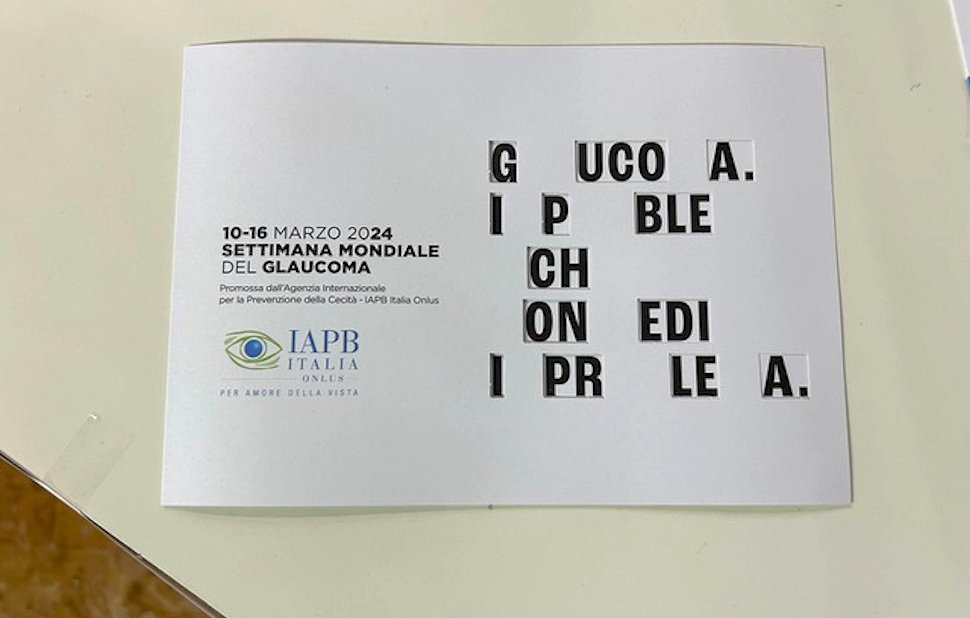 10-16 MARZO 2024
SETTIMANA MONDIALE
DEL GLAUCOMA
Promossa dall'Agenzia Internazionale
per la Prevenzione della Cecità - IAPB Italia Onlus
IAPB
ITALIA
ONLUS
PER AMORE DELLA VISTA
G UCO A.
I P BLE
CH
ON EDI
I PR LE A.